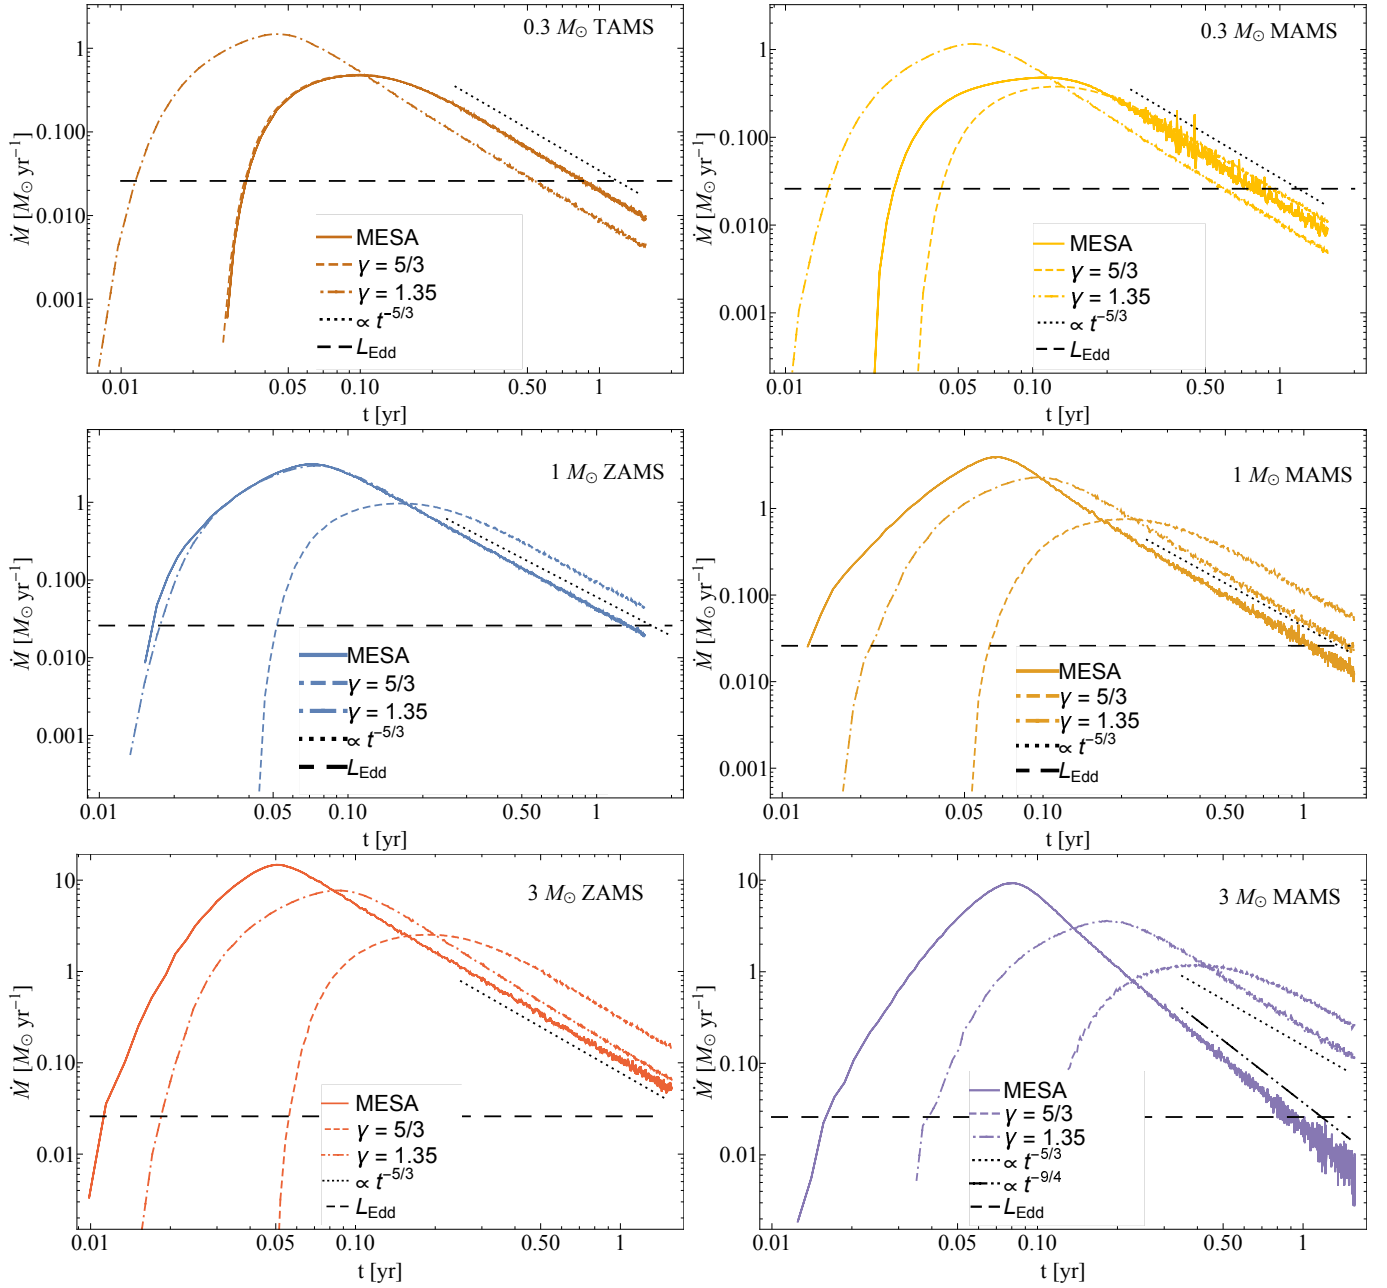 0.3 M⊙ TAMS
1
0.100
0.010
0.001
Ṁ [M⊙ yr⁻¹]
MESA
γ = 5/3
γ = 1.35
∝ t^−5/3
L_Edd
0.01 0.05 0.10 0.50 1
t [yr]
0.3 M⊙ MAMS
1
0.100
0.010
0.001
Ṁ [M⊙ yr⁻¹]
MESA
γ = 5/3
γ = 1.35
∝ t^−5/3
L_Edd
0.01 0.05 0.10 0.50 1
t [yr]
1 M⊙ ZAMS
1
0.100
0.010
0.001
Ṁ [M⊙ yr⁻¹]
MESA
γ = 5/3
γ = 1.35
∝ t^−5/3
L_Edd
0.01 0.05 0.10 0.50 1
t [yr]
1 M⊙ MAMS
1
0.100
0.010
0.001
Ṁ [M⊙ yr⁻¹]
MESA
γ = 5/3
γ = 1.35
∝ t^−5/3
L_Edd
0.01 0.05 0.10 0.50 1
t [yr]
3 M⊙ ZAMS
10
1
0.10
0.01
Ṁ [M⊙ yr⁻¹]
MESA
γ = 5/3
γ = 1.35
∝ t^−5/3
L_Edd
0.01 0.05 0.10 0.50 1
t [yr]
3 M⊙ MAMS
10
1
0.10
0.01
Ṁ [M⊙ yr⁻¹]
MESA
γ = 5/3
γ = 1.35
∝ t^−5/3
∝ t^−9/4
L_Edd
0.01 0.05 0.10 0.50 1
t [yr]